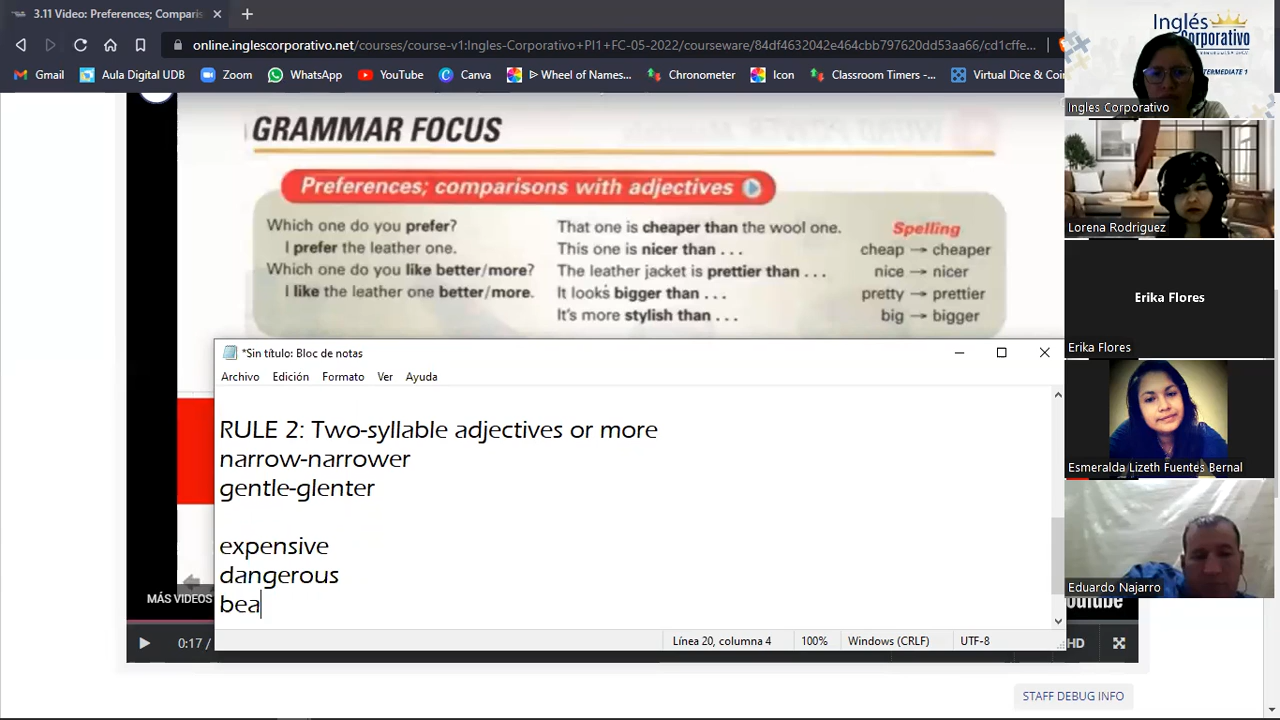 3.11 Video: Preferences; Comparis
online.inglescorporativo.net/courses/course-v1:Ingles-Corporativo+PI1+FC-05-2022/courseware/84df4632042e464cbb797620dd53aa66/cd1cffe...
Gmail Aula Digital UDB Zoom WhatsApp YouTube Canva ▷ Wheel of Names... Chronometer Icon Classroom Timers -... Virtual Dice & Coin
Inglés
Corporativo
INTERMEDIATE 1
Ingles Corporativo
GRAMMAR FOCUS
Preferences; comparisons with adjectives
Which one do you prefer?
I prefer the leather one.
Which one do you like better/more?
I like the leather one better/more.
That one is cheaper than the wool one.
This one is nicer than . . .
The leather jacket is prettier than . . .
It looks bigger than . . .
It's more stylish than . . .
Spelling
cheap → cheaper
nice → nicer
pretty → prettier
big → bigger
Lorena Rodriguez
Erika Flores
Erika Flores
Esmeralda Lizeth Fuentes Bernal
Eduardo Najarro
*Sin título: Bloc de notas
Archivo Edición Formato Ver Ayuda
RULE 2: Two-syllable adjectives or more
narrow-narrower
gentle-glenter
expensive
dangerous
bea
Línea 20, columna 4 100% Windows (CRLF) UTF-8
MÁS VIDEOS
0:17 /
HD
STAFF DEBUG INFO